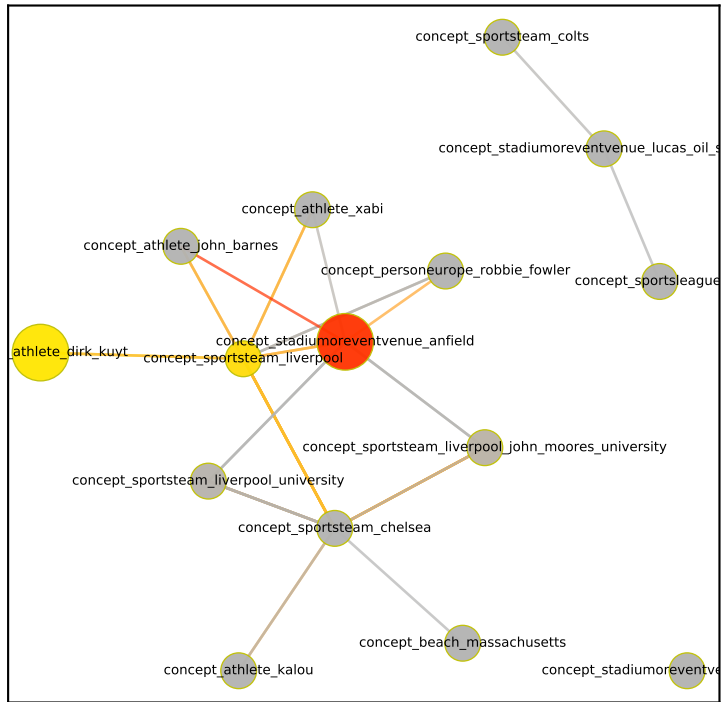 concept_sportsteam_colts
concept_stadiumoreventvenue_lucas_oil_s
concept_athlete_xabi
concept_athlete_john_barnes
concept_personeurope_robbie_fowler
concept_sportsleague
concept_stadiumoreventvenue_anfield
_athlete_dirk_kuyt
concept_sportsteam_liverpool
concept_sportsteam_liverpool_john_moores_university
concept_sportsteam_liverpool_university
concept_sportsteam_chelsea
concept_beach_massachusetts
concept_athlete_kalou
concept_stadiumoreventve